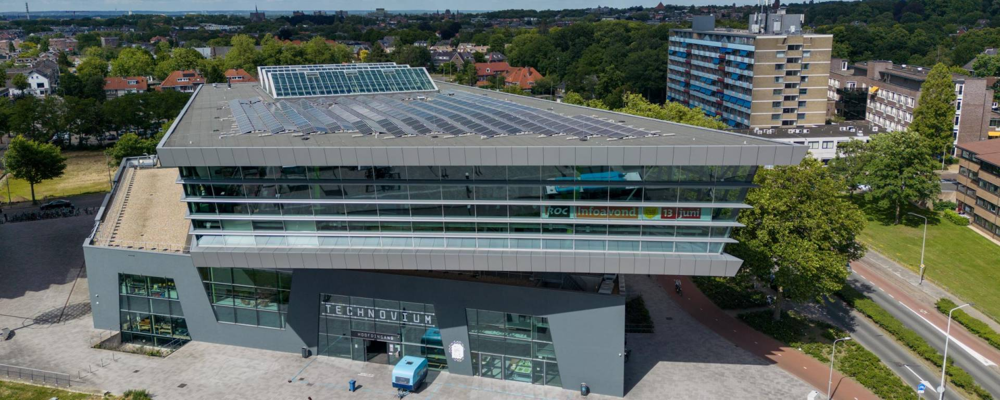 ROC Infoavond 13 juni
TECHNOVIUM
HOOFDINGANG